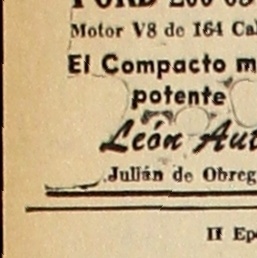 Motor V8 de 164 Ca
El Compacto m
potente
León Aut
Julián de Obreg
II Ep